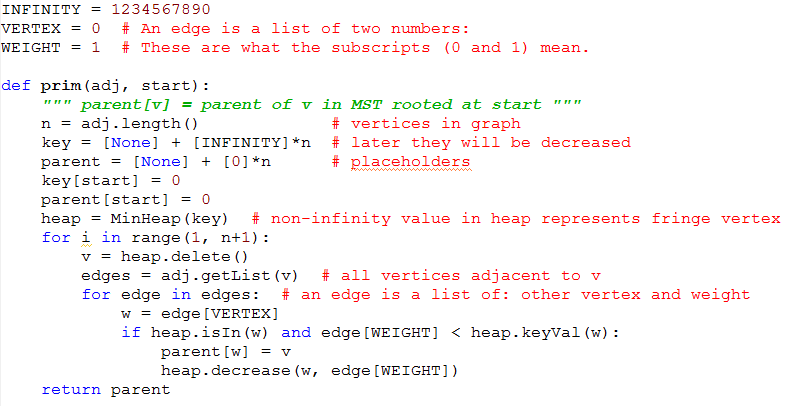 INFINITY = 1234567890
VERTEX = 0  # An edge is a list of two numbers:
WEIGHT = 1  # These are what the subscripts (0 and 1) mean.

def prim(adj, start):
    """ parent[v] = parent of v in MST rooted at start """
    n = adj.length()             # vertices in graph
    key = [None] + [INFINITY]*n  # later they will be decreased
    parent = [None] + [0]*n      # placeholders
    key[start] = 0
    parent[start] = 0
    heap = MinHeap(key)  # non-infinity value in heap represents fringe vertex
    for i in range(1, n+1):
        v = heap.delete()
        edges = adj.getList(v)  # all vertices adjacent to v
        for edge in edges:  # an edge is a list of: other vertex and weight
            w = edge[VERTEX]
            if heap.isIn(w) and edge[WEIGHT] < heap.keyVal(w):
                parent[w] = v
                heap.decrease(w, edge[WEIGHT])
    return parent